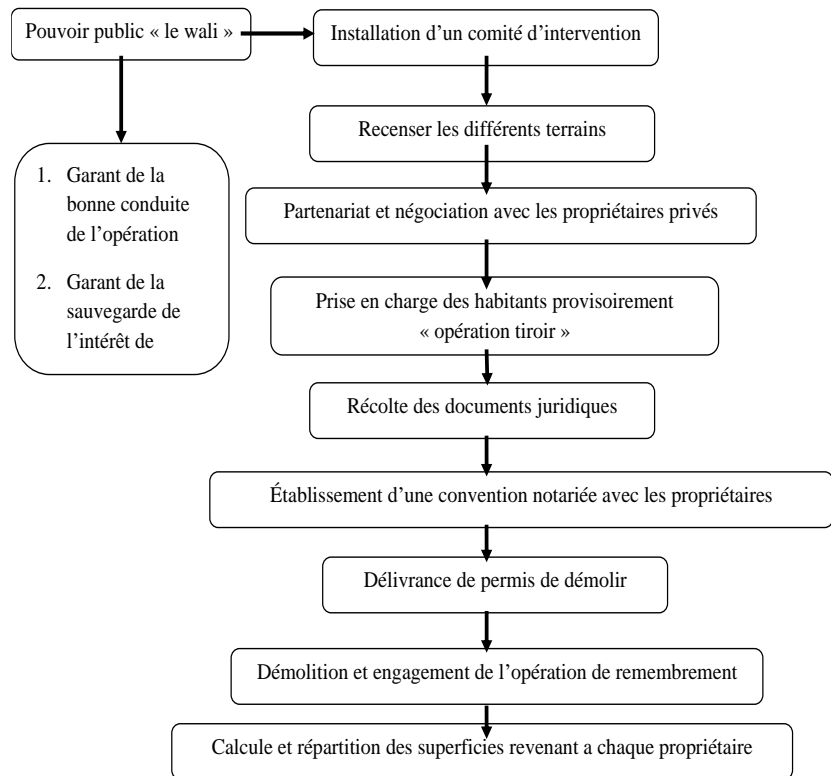 Pouvoir public « le wali »
Installation d’un comité d’intervention
Recenser les différents terrains
1. Garant de la
bonne conduite
de l’opération
2. Garant de la
sauvegarde de
l’intérêt de
Partenariat et négociation avec les propriétaires privés
Prise en charge des habitants provisoirement
« opération tiroir »
Récolte des documents juridiques
Établissement d’une convention notariée avec les propriétaires
Délivrance de permis de démolir
Démolition et engagement de l’opération de remembrement
Calcule et répartition des superficies revenant a chaque propriétaire